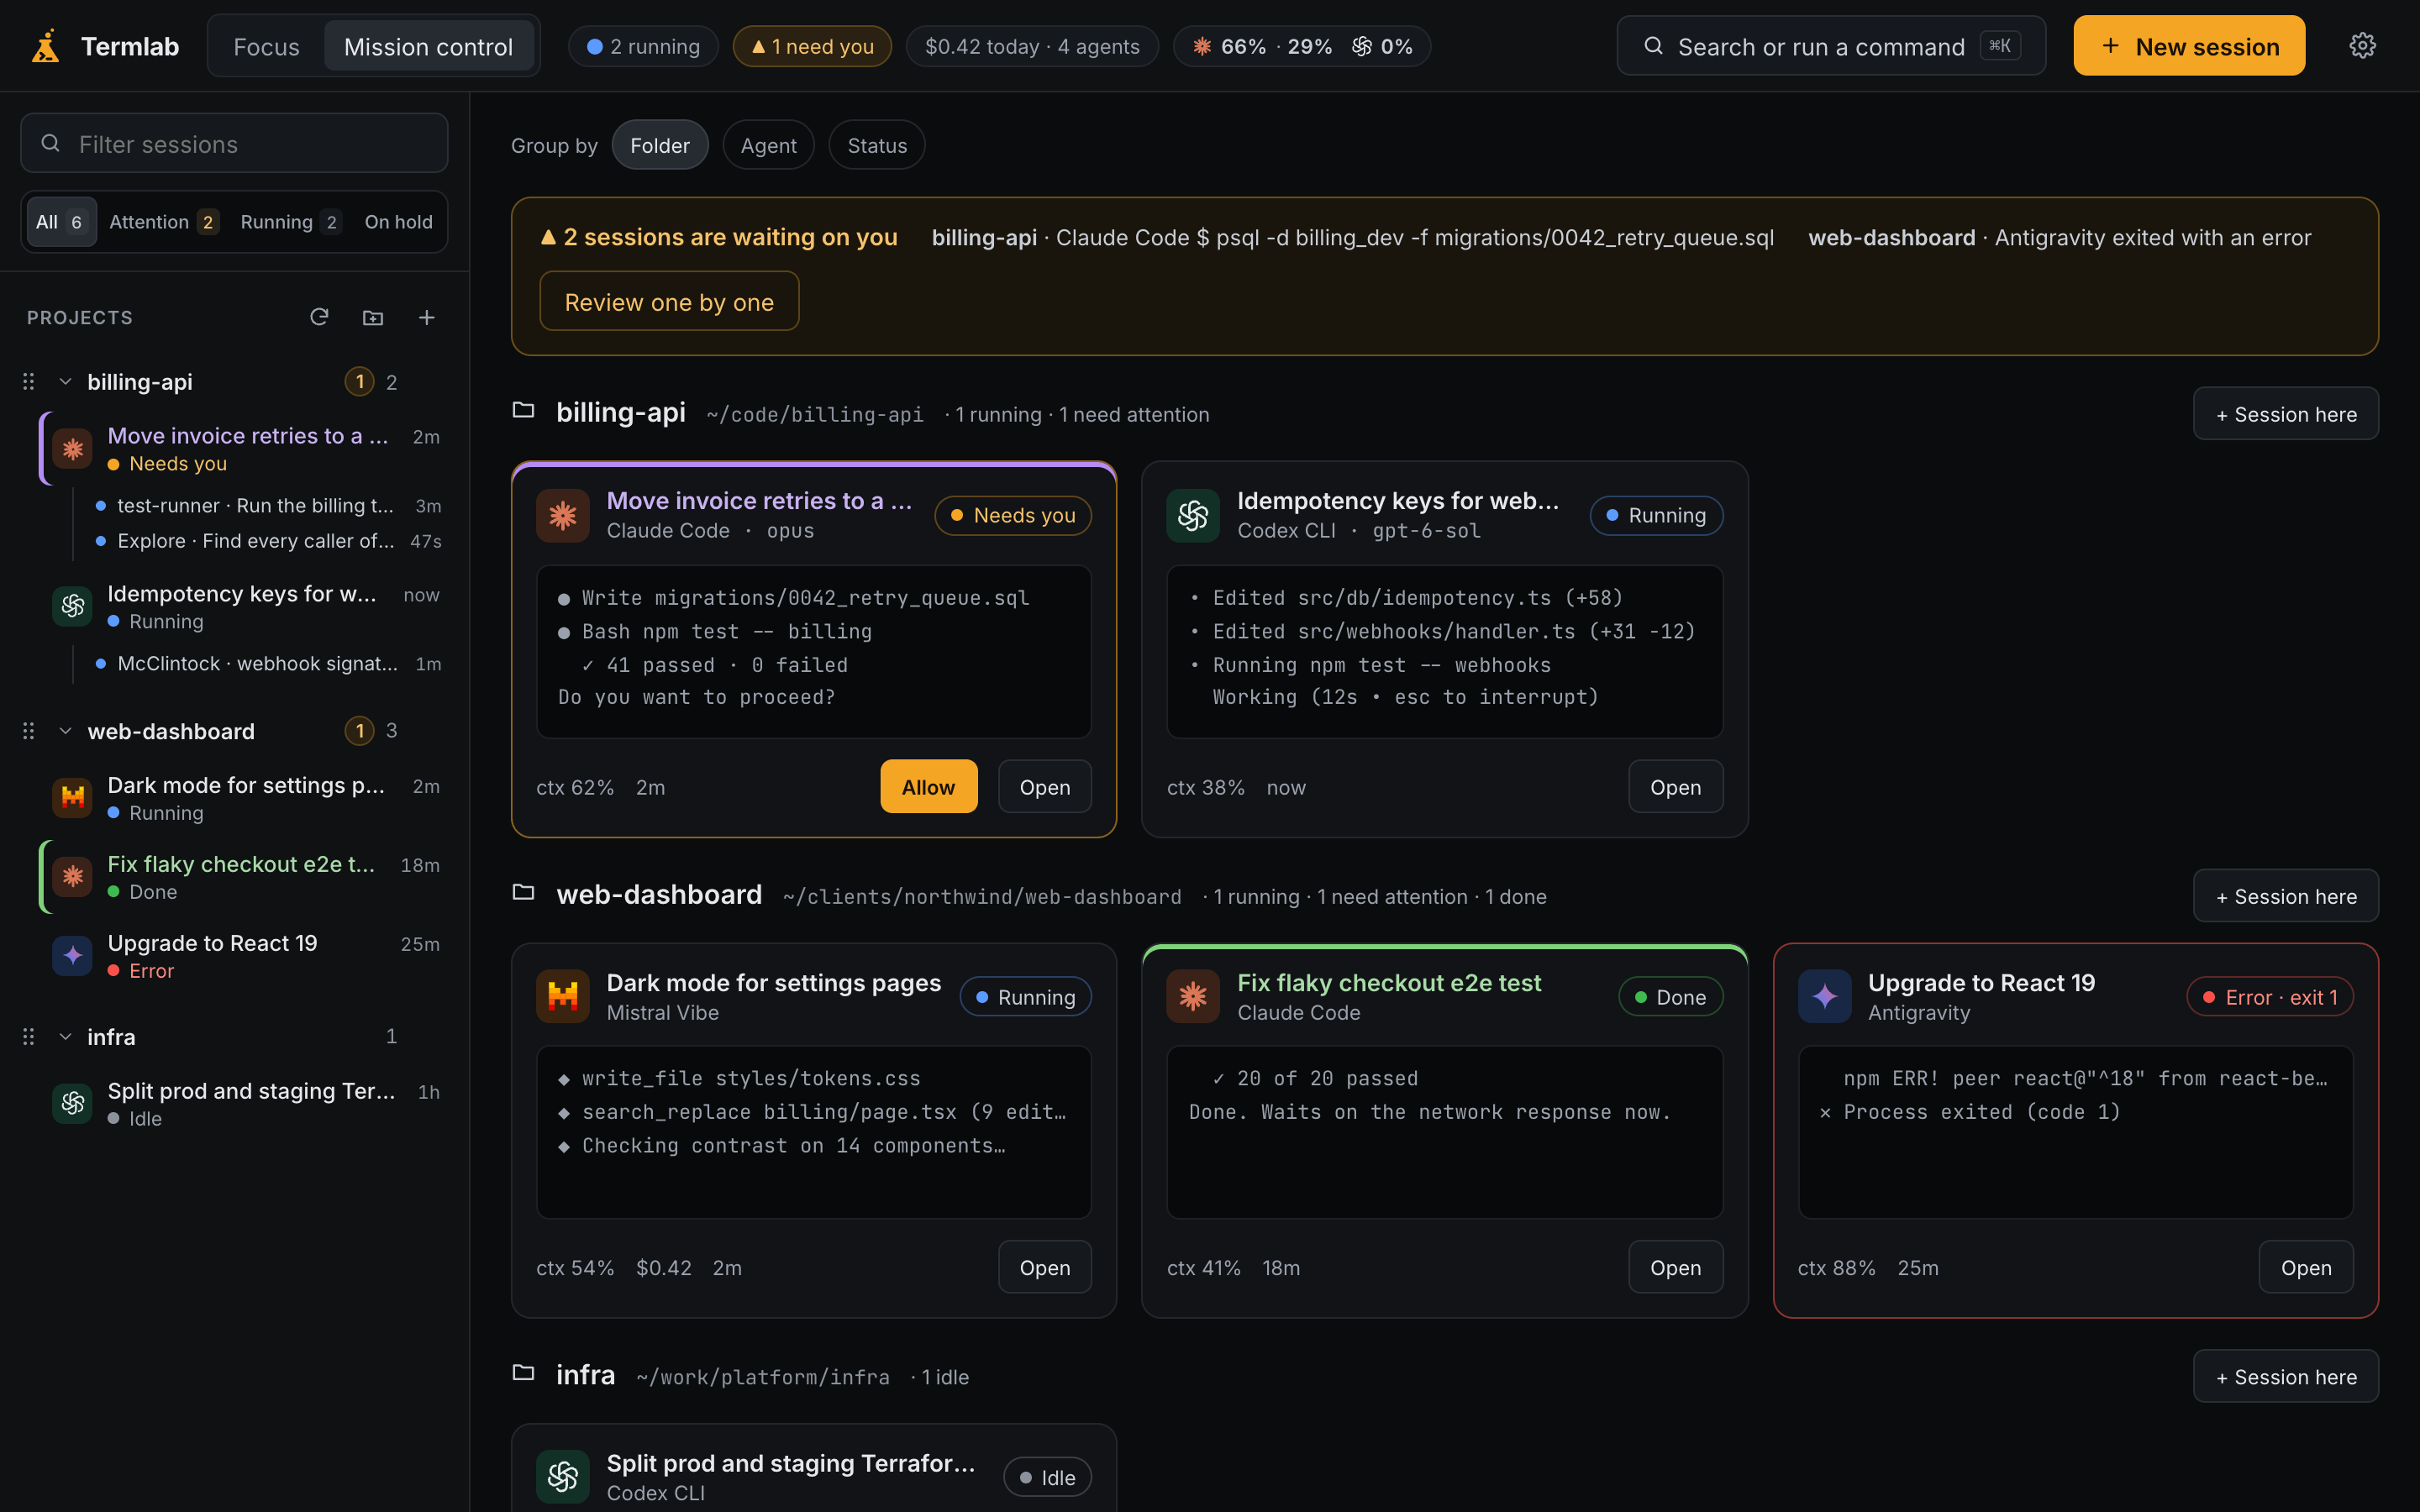 Termlab
Focus
Mission control
2 running
1 need you
$0.42 today · 4 agents
66% · 29% 0%
Search or run a command ⌘K
+ New session
Filter sessions
All 6
Attention 2
Running 2
On hold
PROJECTS
billing-api 1 2
Move invoice retries to a ... 2m
Needs you
test-runner · Run the billing t... 3m
Explore · Find every caller of... 47s
Idempotency keys for w... now
Running
McClintock · webhook signat... 1m
web-dashboard 1 3
Dark mode for settings p... 2m
Running
Fix flaky checkout e2e t... 18m
Done
Upgrade to React 19 25m
Error
infra 1
Split prod and staging Ter... 1h
Idle
Group by Folder Agent Status
▲ 2 sessions are waiting on you billing-api · Claude Code $ psql -d billing_dev -f migrations/0042_retry_queue.sql web-dashboard · Antigravity exited with an error
Review one by one
billing-api ~/code/billing-api · 1 running · 1 need attention
+ Session here
Move invoice retries to a ...
Claude Code · opus
Needs you
● Write migrations/0042_retry_queue.sql
● Bash npm test -- billing
✓ 41 passed · 0 failed
Do you want to proceed?
ctx 62% 2m
Allow
Open
Idempotency keys for web...
Codex CLI · gpt-6-sol
Running
• Edited src/db/idempotency.ts (+58)
• Edited src/webhooks/handler.ts (+31 -12)
• Running npm test -- webhooks
Working (12s • esc to interrupt)
ctx 38% now
Open
web-dashboard ~/clients/northwind/web-dashboard · 1 running · 1 need attention · 1 done
+ Session here
Dark mode for settings pages
Mistral Vibe
Running
◆ write_file styles/tokens.css
◆ search_replace billing/page.tsx (9 edit…
◆ Checking contrast on 14 components…
ctx 54% $0.42 2m
Open
Fix flaky checkout e2e test
Claude Code
Done
✓ 20 of 20 passed
Done. Waits on the network response now.
ctx 41% 18m
Open
Upgrade to React 19
Antigravity
Error · exit 1
npm ERR! peer react@"^18" from react-be…
× Process exited (code 1)
ctx 88% 25m
Open
infra ~/work/platform/infra · 1 idle
+ Session here
Split prod and staging Terrafor...
Codex CLI
Idle